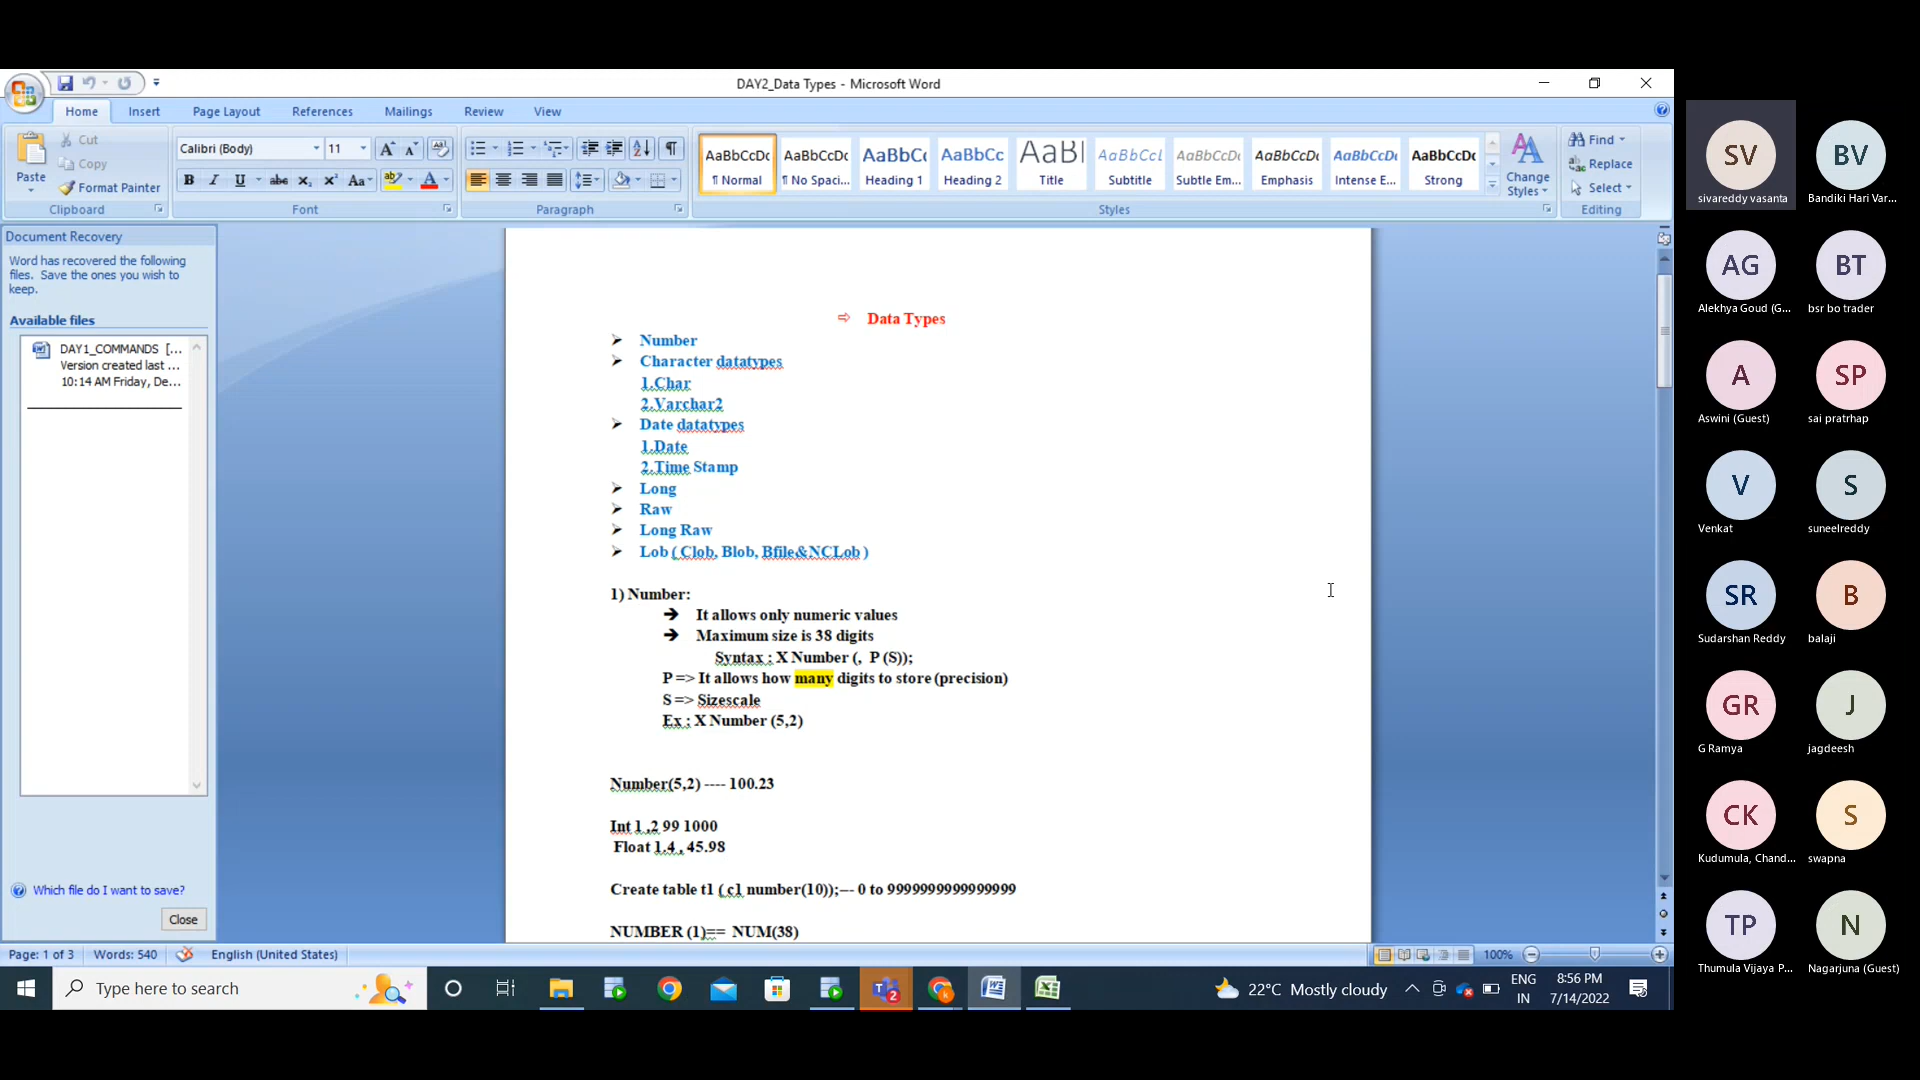 DAY2_Data Types - Microsoft Word
Home Insert Page Layout References Mailings Review View
Paste
Cut
Copy
Format Painter
Clipboard
Calibri (Body) 11
Font
Paragraph
AaBbCcDc AaBbCcDc AaBbC( AaBbCc AaBl AaBbCcL AaBbCcDc AaBbCcDc AaBbCcDc AaBbCcDc
¶ Normal ¶ No Spaci... Heading 1 Heading 2 Title Subtitle Subtle Em... Emphasis Intense E... Strong
Change Styles
Styles
Find
Replace
Select
Editing
Document Recovery
Word has recovered the following
files. Save the ones you wish to
keep.
Available files
DAY1_COMMANDS [...
Version created last ...
10:14 AM Friday, De...
Which file do I want to save?
Close
⇨ Data Types
➢ Number
➢ Character datatypes
1.Char
2.Varchar2
➢ Date datatypes
1.Date
2.Time Stamp
➢ Long
➢ Raw
➢ Long Raw
➢ Lob ( Clob, Blob, Bfile&NCLob )
1) Number:
➔ It allows only numeric values
➔ Maximum size is 38 digits
Syntax : X Number (, P (S));
P => It allows how many digits to store (precision)
S => Sizescale
Ex : X Number (5,2)
Number(5,2) ---- 100.23
Int 1 ,2 99 1000
Float 1.4 , 45.98
Create table t1 ( c1 number(10));--- 0 to 9999999999999999
NUMBER (1)== NUM(38)
Page: 1 of 3 Words: 540 English (United States) 100%
Type here to search
2
22°C Mostly cloudy
ENG
IN
8:56 PM
7/14/2022
SV
sivareddy vasanta
BV
Bandiki Hari Var...
AG
Alekhya Goud (G...
BT
bsr bo trader
A
Aswini (Guest)
SP
sai pratrhap
V
Venkat
S
suneelreddy
SR
Sudarshan Reddy
B
balaji
GR
G Ramya
J
jagdeesh
CK
Kudumula, Chand...
S
swapna
TP
Thumula Vijaya P...
N
Nagarjuna (Guest)